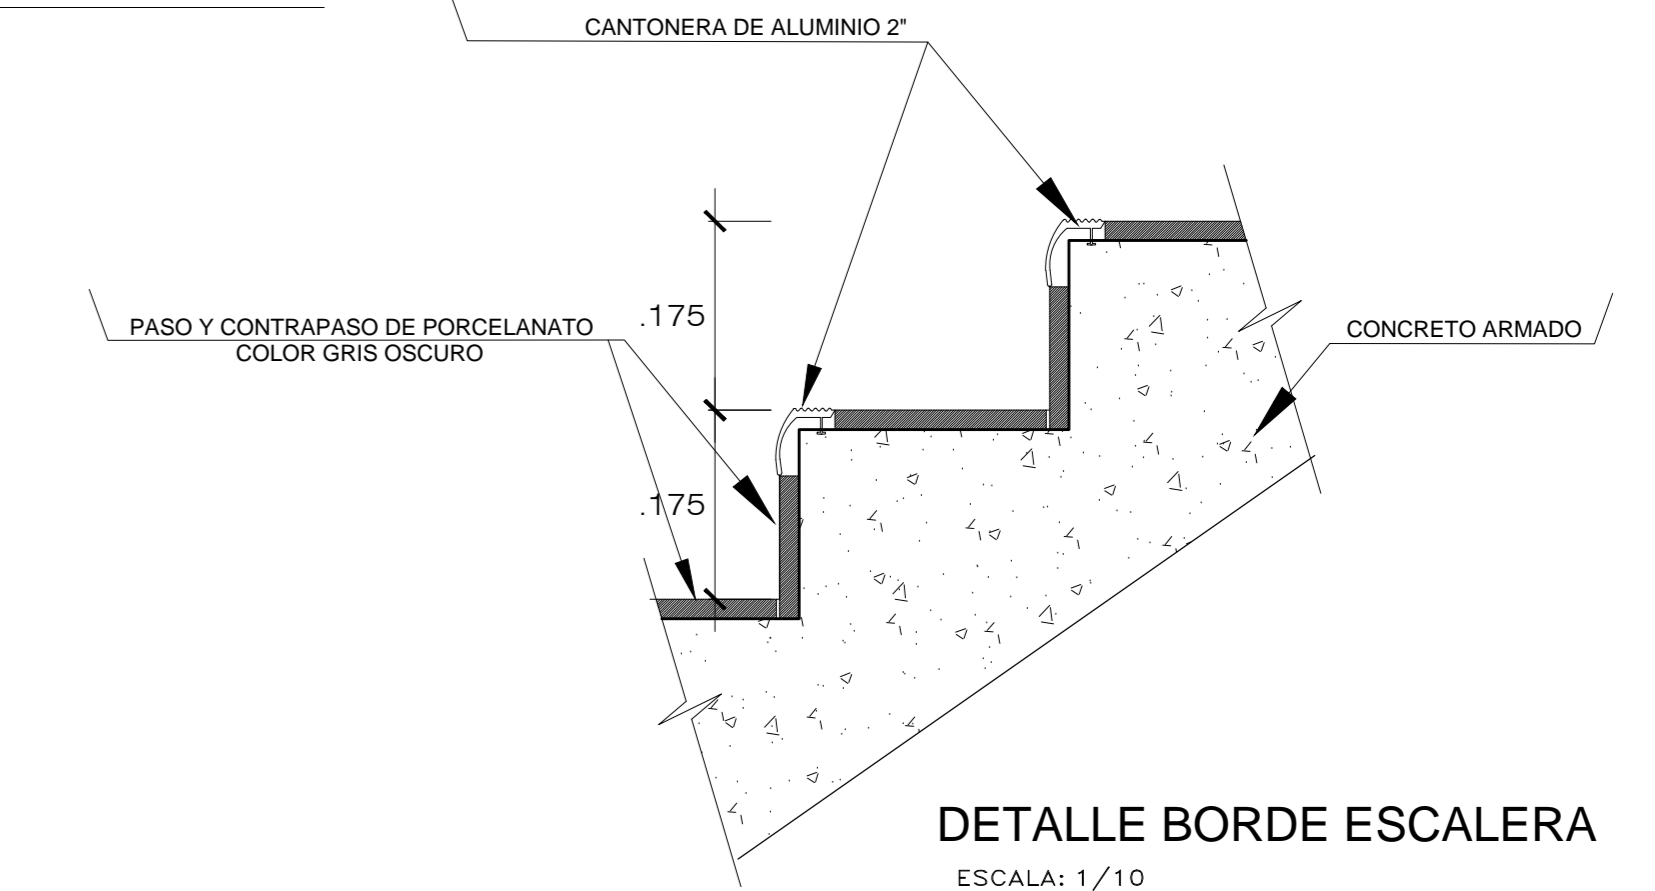 CANTONERA DE ALUMINIO 2"
.175
PASO Y CONTRAPASO DE PORCELANATO
COLOR GRIS OSCURO
CONCRETO ARMADO
.175
DETALLE BORDE ESCALERA
ESCALA: 1/10